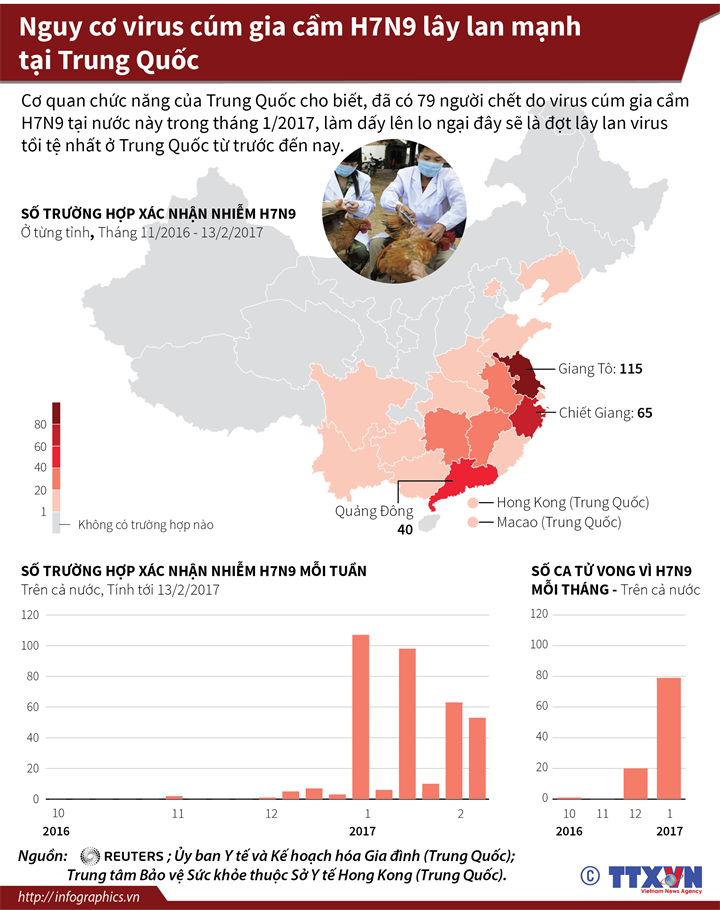 Nguy cơ virus cúm gia cầm H7N9 lây lan mạnh
tại Trung Quốc
Cơ quan chức năng của Trung Quốc cho biết, đã có 79 người chết do virus cúm gia cầm
H7N9 tại nước này trong tháng 1/2017, làm dấy lên lo ngại đây sẽ là đợt lây lan virus
tồi tệ nhất ở Trung Quốc từ trước đến nay.
SỐ TRƯỜNG HỢP XÁC NHẬN NHIỄM H7N9
Ở từng tỉnh, Tháng 11/2016 - 13/2/2017
Giang Tô: 115
Chiết Giang: 65
80
60
40
20
1
Không có trường hợp nào
Quảng Đông
40
Hong Kong (Trung Quốc)
Macao (Trung Quốc)
SỐ TRƯỜNG HỢP XÁC NHẬN NHIỄM H7N9 MỖI TUẦN
Trên cả nước, Tính tới 13/2/2017
120
100
80
60
40
20
0
10 11 12 1 2
2016 2017
SỐ CA TỬ VONG VÌ H7N9
MỖI THÁNG - Trên cả nước
120
100
80
60
40
20
0
10 11 12 1
2016 2017
Nguồn: REUTERS ; Ủy ban Y tế và Kế hoạch hóa Gia đình (Trung Quốc);
Trung tâm Bảo vệ Sức khỏe thuộc Sở Y tế Hong Kong (Trung Quốc).
© TTXVN
Vietnam News Agency
http://infographics.vn